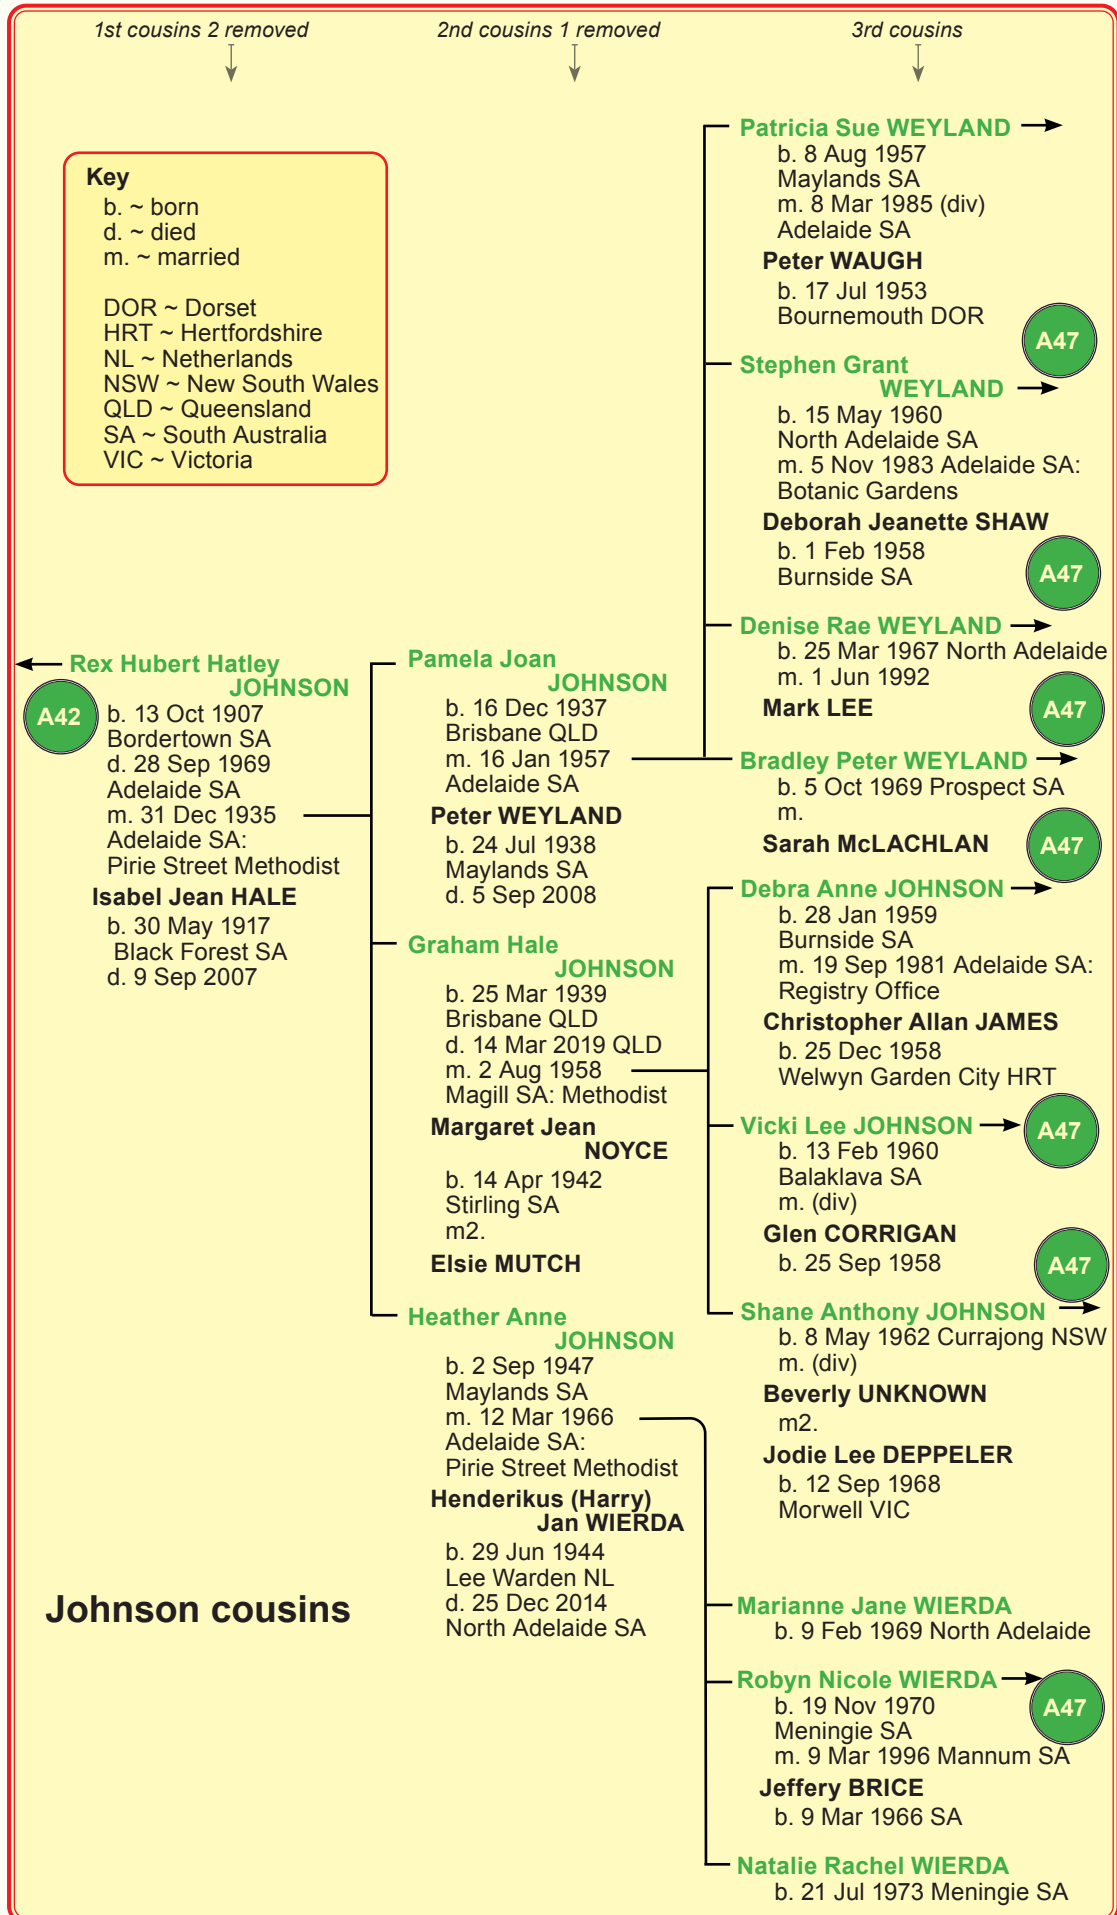 1st cousins 2 removed
2nd cousins 1 removed
3rd cousins
Key
b. ~ born
d. ~ died
m. ~ married
DOR ~ Dorset
HRT ~ Hertfordshire
NL ~ Netherlands
NSW ~ New South Wales
QLD ~ Queensland
SA ~ South Australia
VIC ~ Victoria
Rex Hubert Hatley
JOHNSON
A42
b. 13 Oct 1907
Bordertown SA
d. 28 Sep 1969
Adelaide SA
m. 31 Dec 1935
Adelaide SA:
Pirie Street Methodist
Isabel Jean HALE
b. 30 May 1917
Black Forest SA
d. 9 Sep 2007
Johnson cousins
Pamela Joan
JOHNSON
b. 16 Dec 1937
Brisbane QLD
m. 16 Jan 1957
Adelaide SA
Peter WEYLAND
b. 24 Jul 1938
Maylands SA
d. 5 Sep 2008
Graham Hale
JOHNSON
b. 25 Mar 1939
Brisbane QLD
d. 14 Mar 2019 QLD
m. 2 Aug 1958
Magill SA: Methodist
Margaret Jean
NOYCE
b. 14 Apr 1942
Stirling SA
m2.
Elsie MUTCH
Heather Anne
JOHNSON
b. 2 Sep 1947
Maylands SA
m. 12 Mar 1966
Adelaide SA:
Pirie Street Methodist
Henderikus (Harry)
Jan WIERDA
b. 29 Jun 1944
Lee Warden NL
d. 25 Dec 2014
North Adelaide SA
Patricia Sue WEYLAND
b. 8 Aug 1957
Maylands SA
m. 8 Mar 1985 (div)
Adelaide SA
Peter WAUGH
b. 17 Jul 1953
Bournemouth DOR
A47
Stephen Grant
WEYLAND
b. 15 May 1960
North Adelaide SA
m. 5 Nov 1983 Adelaide SA:
Botanic Gardens
Deborah Jeanette SHAW
b. 1 Feb 1958
Burnside SA
A47
Denise Rae WEYLAND
b. 25 Mar 1967 North Adelaide
m. 1 Jun 1992
Mark LEE
A47
Bradley Peter WEYLAND
b. 5 Oct 1969 Prospect SA
m.
Sarah McLACHLAN
A47
Debra Anne JOHNSON
b. 28 Jan 1959
Burnside SA
m. 19 Sep 1981 Adelaide SA:
Registry Office
Christopher Allan JAMES
b. 25 Dec 1958
Welwyn Garden City HRT
Vicki Lee JOHNSON
A47
b. 13 Feb 1960
Balaklava SA
m. (div)
Glen CORRIGAN
b. 25 Sep 1958
A47
Shane Anthony JOHNSON
b. 8 May 1962 Currajong NSW
m. (div)
Beverly UNKNOWN
m2.
Jodie Lee DEPPELER
b. 12 Sep 1968
Morwell VIC
Marianne Jane WIERDA
b. 9 Feb 1969 North Adelaide
Robyn Nicole WIERDA
A47
b. 19 Nov 1970
Meningie SA
m. 9 Mar 1996 Mannum SA
Jeffery BRICE
b. 9 Mar 1966 SA
Natalie Rachel WIERDA
b. 21 Jul 1973 Meningie SA